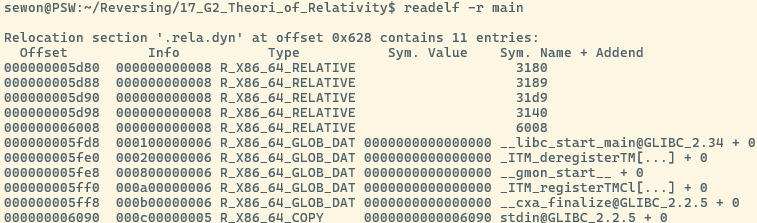 sewon@PSW:~/Reversing/17_G2_Theori_of_Relativity$ readelf -r main
Relocation section '.rela.dyn' at offset 0x628 contains 11 entries:
Offset Info Type Sym. Value Sym. Name + Addend
000000005d80 000000000008 R_X86_64_RELATIVE 3180
000000005d88 000000000008 R_X86_64_RELATIVE 3189
000000005d90 000000000008 R_X86_64_RELATIVE 31d9
000000005d98 000000000008 R_X86_64_RELATIVE 3140
000000006008 000000000008 R_X86_64_RELATIVE 6008
000000005fd8 000100000006 R_X86_64_GLOB_DAT 0000000000000000 __libc_start_main@GLIBC_2.34 + 0
000000005fe0 000200000006 R_X86_64_GLOB_DAT 0000000000000000 _ITM_deregisterTM[...] + 0
000000005fe8 000800000006 R_X86_64_GLOB_DAT 0000000000000000 __gmon_start__ + 0
000000005ff0 000a00000006 R_X86_64_GLOB_DAT 0000000000000000 _ITM_registerTMCl[...] + 0
000000005ff8 000b00000006 R_X86_64_GLOB_DAT 0000000000000000 __cxa_finalize@GLIBC_2.2.5 + 0
000000006090 000c00000005 R_X86_64_COPY 0000000000006090 stdin@GLIBC_2.2.5 + 0